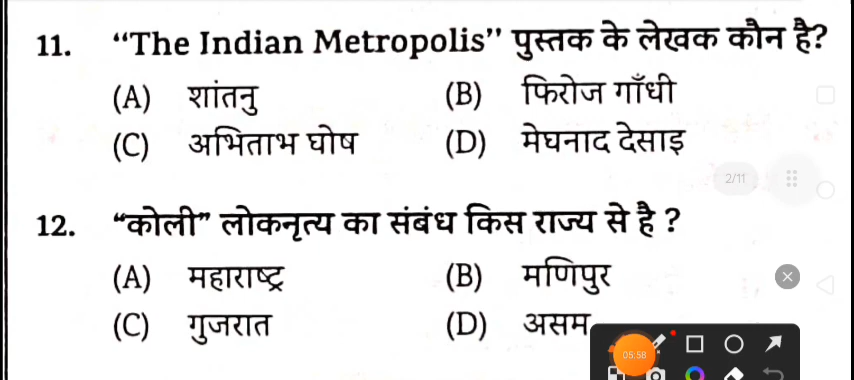 11. “The Indian Metropolis” पुस्तक के लेखक कौन है?
(A) शांतनु (B) फिरोज गाँधी
(C) अभिताभ घोष (D) मेघनाद देसाइ
2/11
12. “कोली” लोकनृत्य का संबंध किस राज्य से है ?
(A) महाराष्ट्र (B) मणिपुर
(C) गुजरात (D) असम
05:58